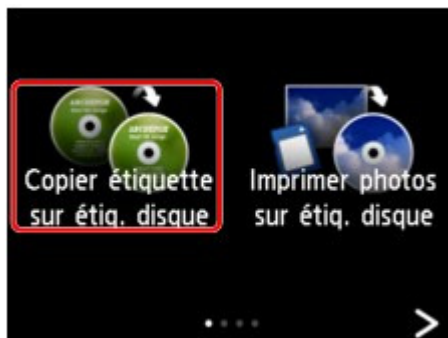 Copier étiquette
sur étiq. disque
Imprimer photos
sur étiq. disque